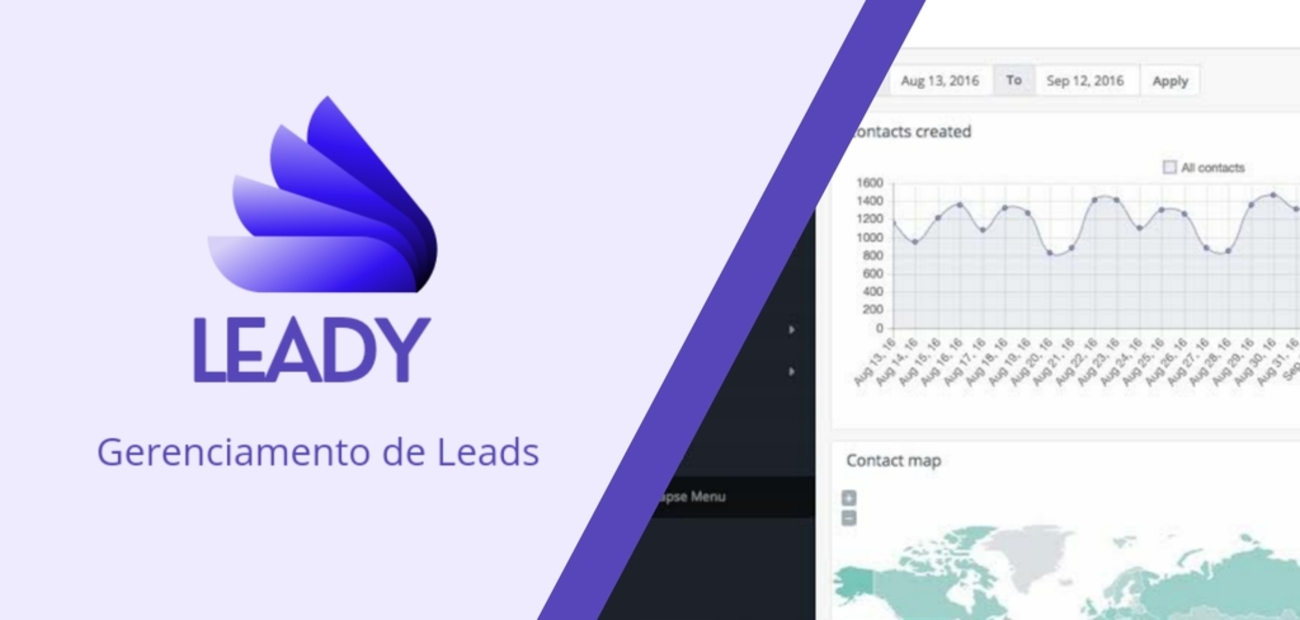 LEADY
Gerenciamento de Leads
Aug 13, 2016 To Sep 12, 2016 Apply
ontacts created
All contacts
1600
1400
1200
1000
800
600
400
200
0
Aug 13, 16
Aug 14, 16
Aug 15, 16
Aug 16, 16
Aug 17, 16
Aug 18, 16
Aug 19, 16
Aug 20, 16
Aug 21, 16
Aug 22, 16
Aug 23, 16
Aug 24, 16
Aug 25, 16
Aug 26, 16
Aug 27, 16
Aug 28, 16
Aug 29, 16
Aug 30, 16
Aug 31, 16
Sep
Contact map
apse Menu